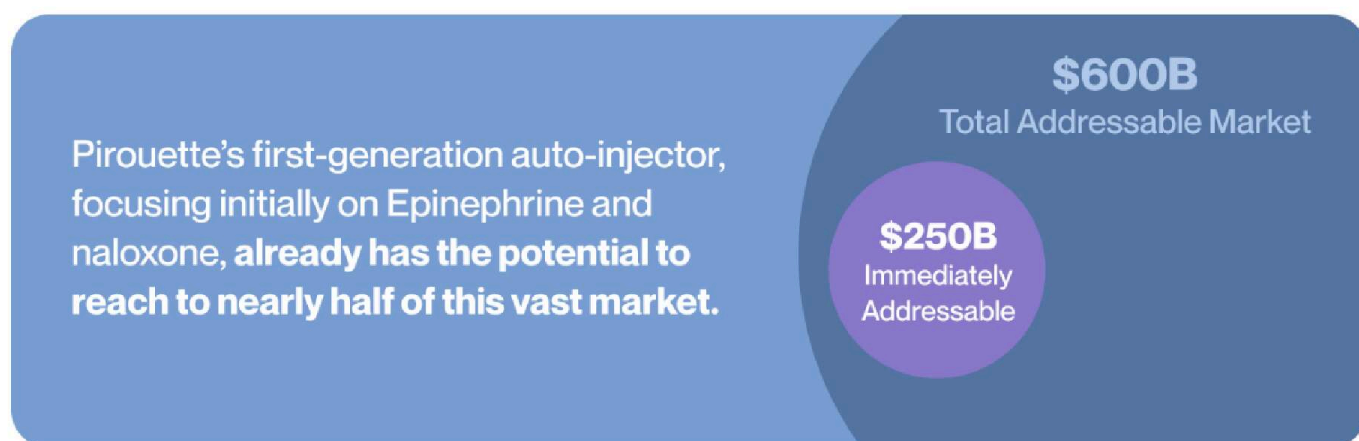 Pirouette’s first-generation auto-injector,
focusing initially on Epinephrine and
naloxone, already has the potential to
reach to nearly half of this vast market.
$600B
Total Addressable Market
$250B
Immediately
Addressable